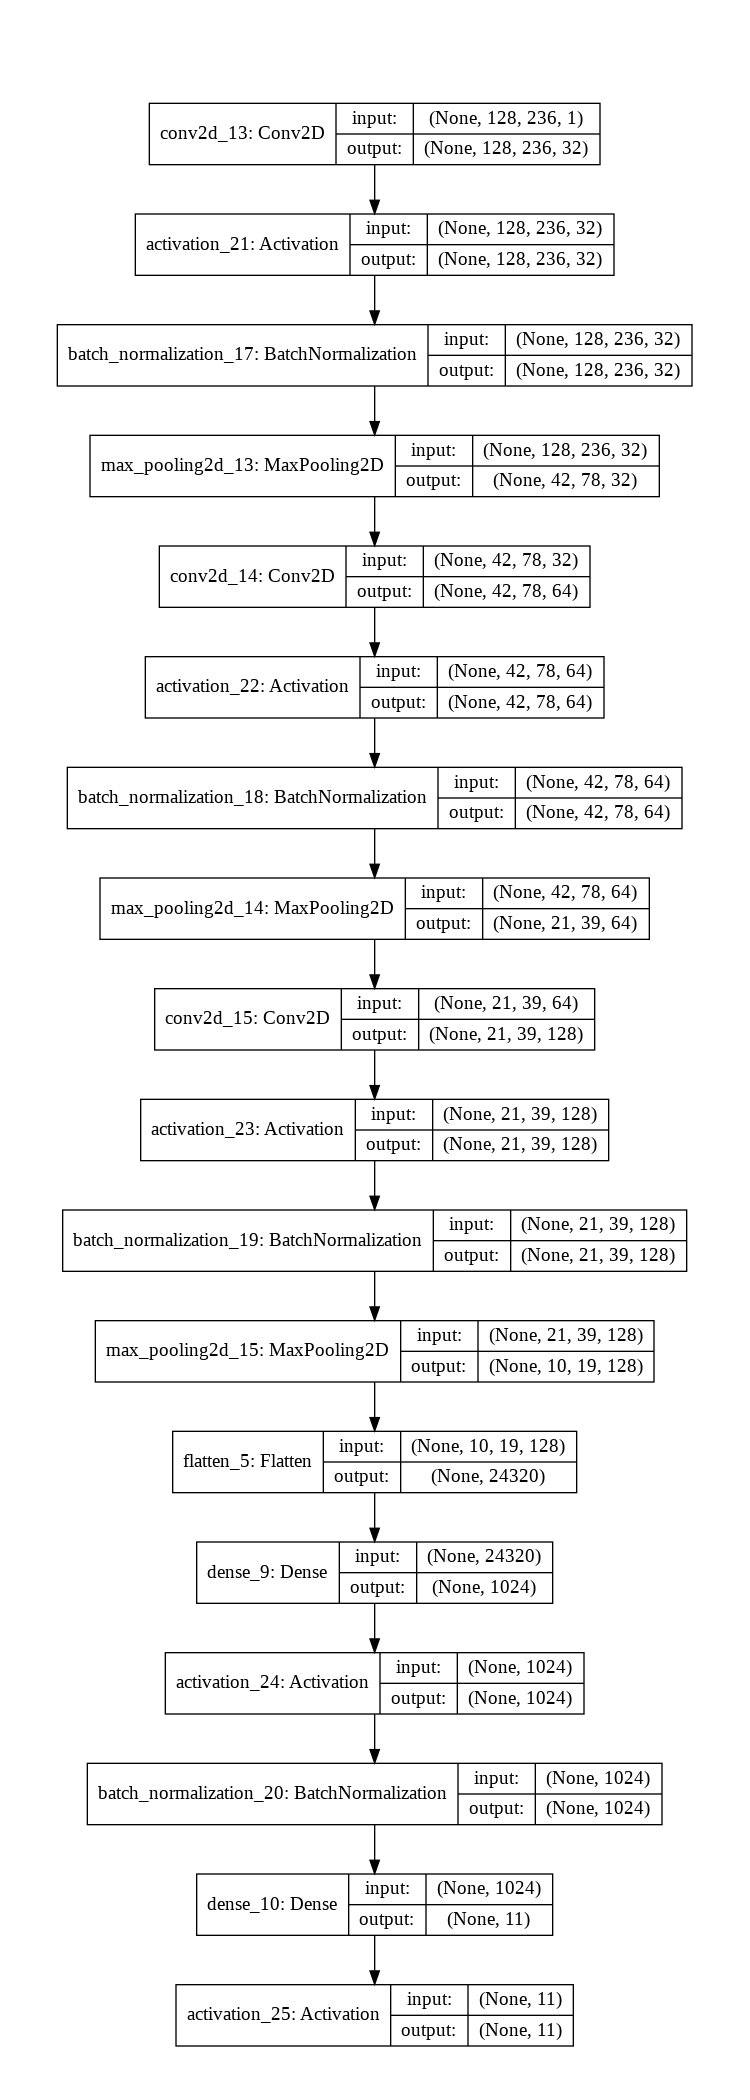 conv2d_13: Conv2D
input: (None, 128, 236, 1)
output: (None, 128, 236, 32)
activation_21: Activation
input: (None, 128, 236, 32)
output: (None, 128, 236, 32)
batch_normalization_17: BatchNormalization
input: (None, 128, 236, 32)
output: (None, 128, 236, 32)
max_pooling2d_13: MaxPooling2D
input: (None, 128, 236, 32)
output: (None, 42, 78, 32)
conv2d_14: Conv2D
input: (None, 42, 78, 32)
output: (None, 42, 78, 64)
activation_22: Activation
input: (None, 42, 78, 64)
output: (None, 42, 78, 64)
batch_normalization_18: BatchNormalization
input: (None, 42, 78, 64)
output: (None, 42, 78, 64)
max_pooling2d_14: MaxPooling2D
input: (None, 42, 78, 64)
output: (None, 21, 39, 64)
conv2d_15: Conv2D
input: (None, 21, 39, 64)
output: (None, 21, 39, 128)
activation_23: Activation
input: (None, 21, 39, 128)
output: (None, 21, 39, 128)
batch_normalization_19: BatchNormalization
input: (None, 21, 39, 128)
output: (None, 21, 39, 128)
max_pooling2d_15: MaxPooling2D
input: (None, 21, 39, 128)
output: (None, 10, 19, 128)
flatten_5: Flatten
input: (None, 10, 19, 128)
output: (None, 24320)
dense_9: Dense
input: (None, 24320)
output: (None, 1024)
activation_24: Activation
input: (None, 1024)
output: (None, 1024)
batch_normalization_20: BatchNormalization
input: (None, 1024)
output: (None, 1024)
dense_10: Dense
input: (None, 1024)
output: (None, 11)
activation_25: Activation
input: (None, 11)
output: (None, 11)